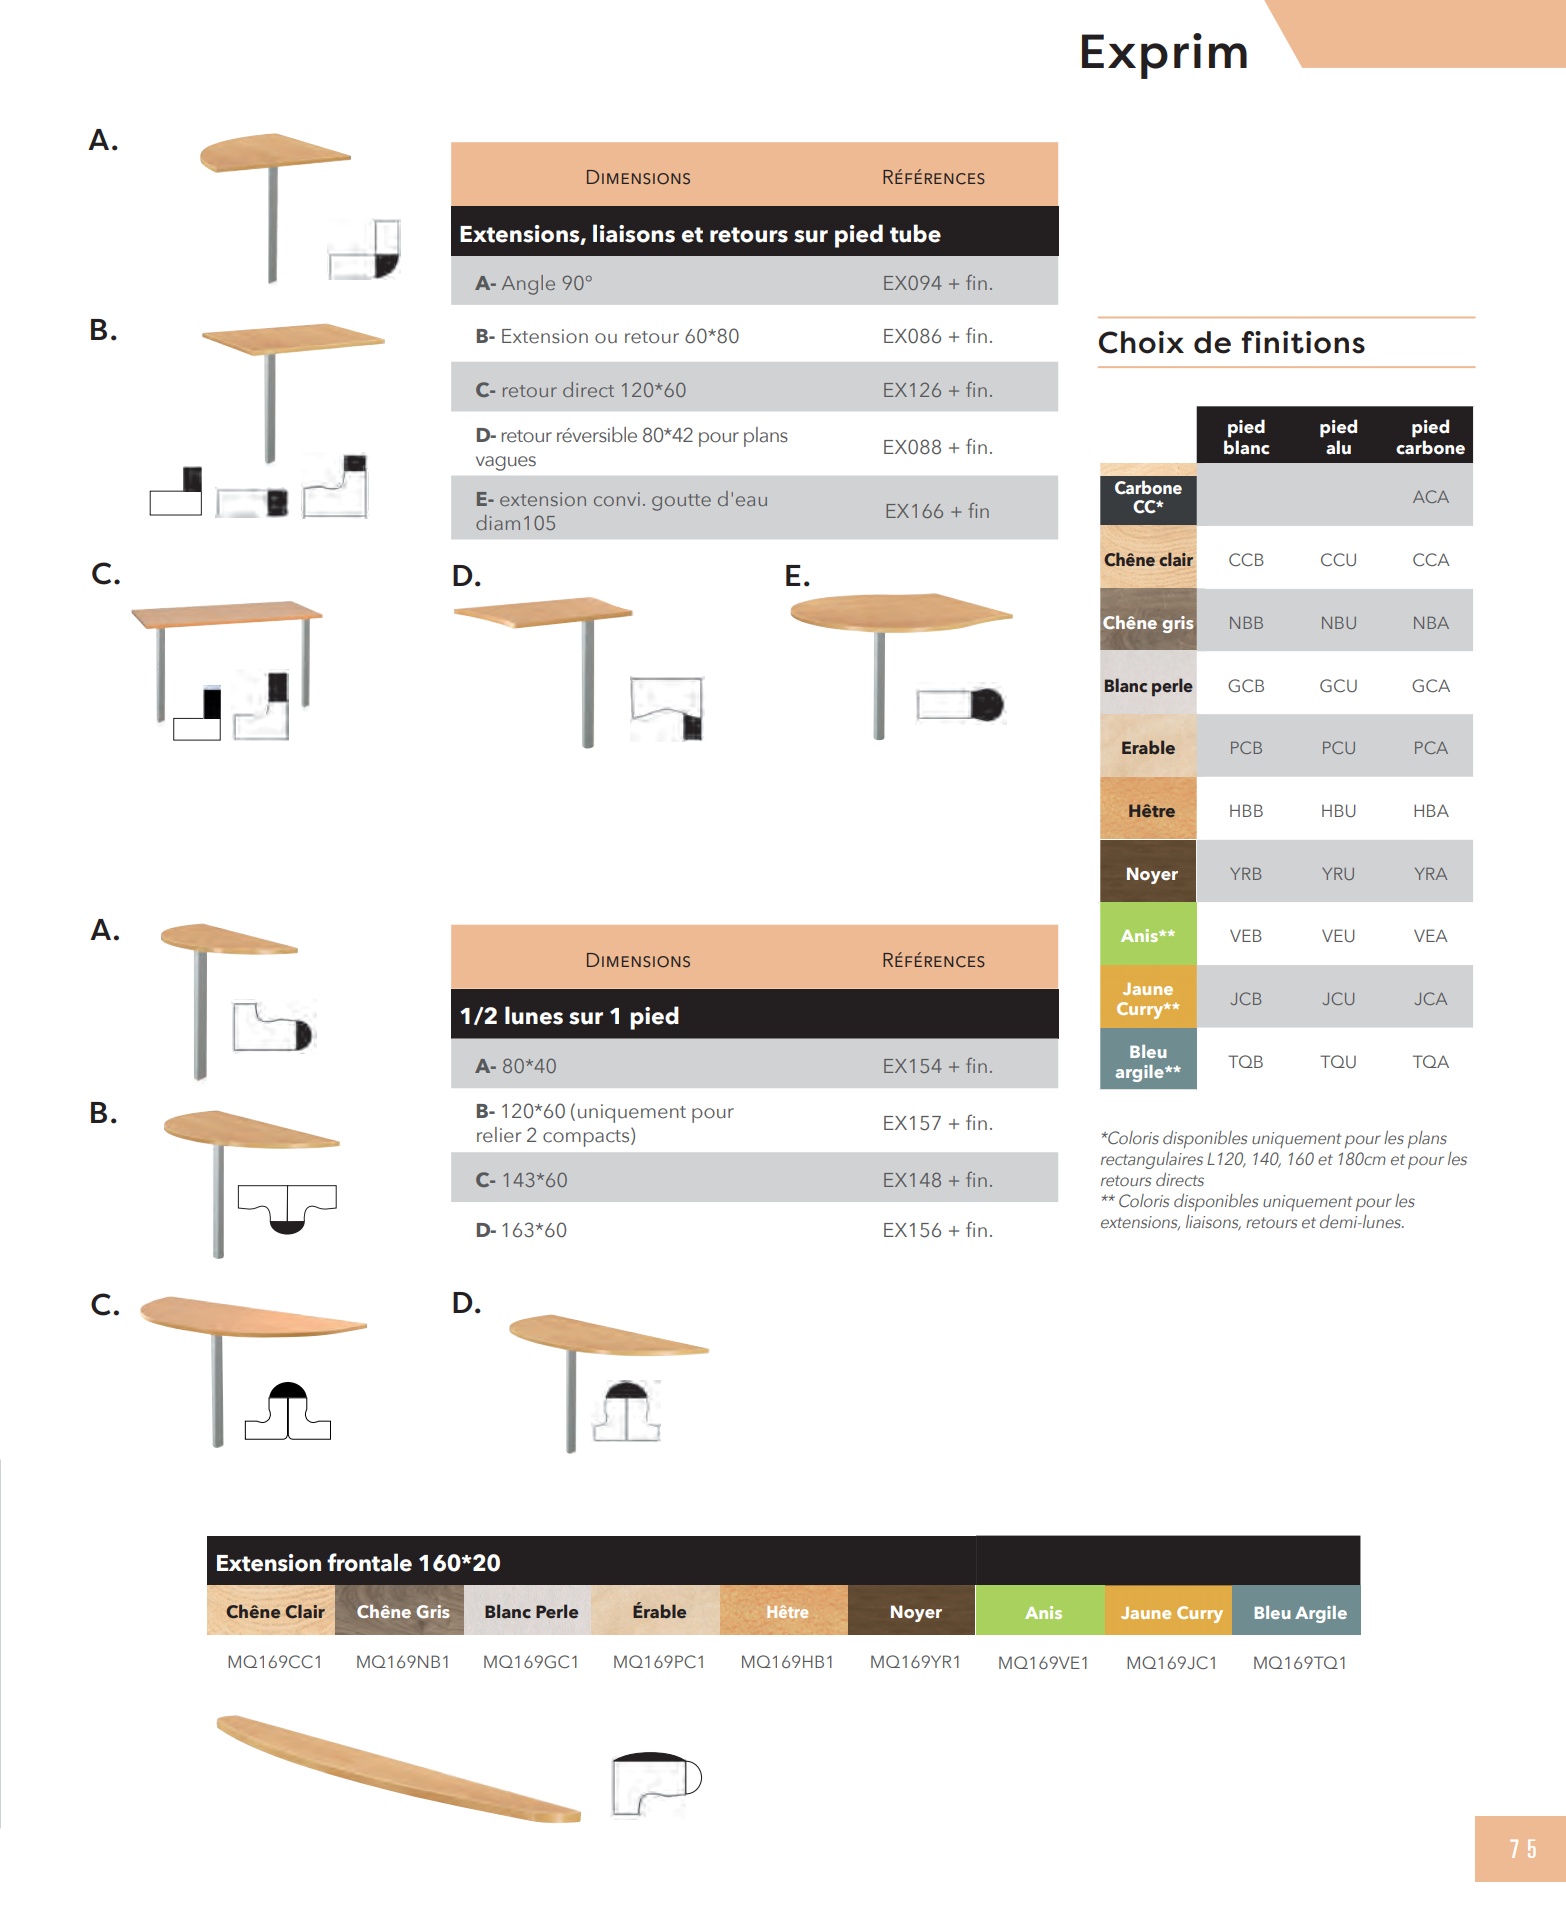 Exprim
A.
DIMENSIONS RÉFÉRENCES
Extensions, liaisons et retours sur pied tube
A- Angle 90° EX094 + fin.
B.
B- Extension ou retour 60*80 EX086 + fin.
C- retour direct 120*60 EX126 + fin.
D- retour réversible 80*42 pour plans
vagues EX088 + fin.
E- extension convi. goutte d'eau
diam105 EX166 + fin
C.
D.
E.
Choix de finitions
pied blanc pied alu pied carbone
Carbone CC* ACA
Chêne clair CCB CCU CCA
Chêne gris NBB NBU NBA
Blanc perle GCB GCU GCA
Erable PCB PCU PCA
Hêtre HBB HBU HBA
Noyer YRB YRU YRA
Anis** VEB VEU VEA
Jaune Curry** JCB JCU JCA
Bleu argile** TQB TQU TQA
*Coloris disponibles uniquement pour les plans
rectangulaires L120, 140, 160 et 180cm et pour les
retours directs
** Coloris disponibles uniquement pour les
extensions, liaisons, retours et demi-lunes.
A.
DIMENSIONS RÉFÉRENCES
1/2 lunes sur 1 pied
A- 80*40 EX154 + fin.
B.
B- 120*60 (uniquement pour
relier 2 compacts) EX157 + fin.
C- 143*60 EX148 + fin.
D- 163*60 EX156 + fin.
C.
D.
Extension frontale 160*20
Chêne Clair Chêne Gris Blanc Perle Érable Hêtre Noyer Anis Jaune Curry Bleu Argile
MQ169CC1 MQ169NB1 MQ169GC1 MQ169PC1 MQ169HB1 MQ169YR1 MQ169VE1 MQ169JC1 MQ169TQ1
75